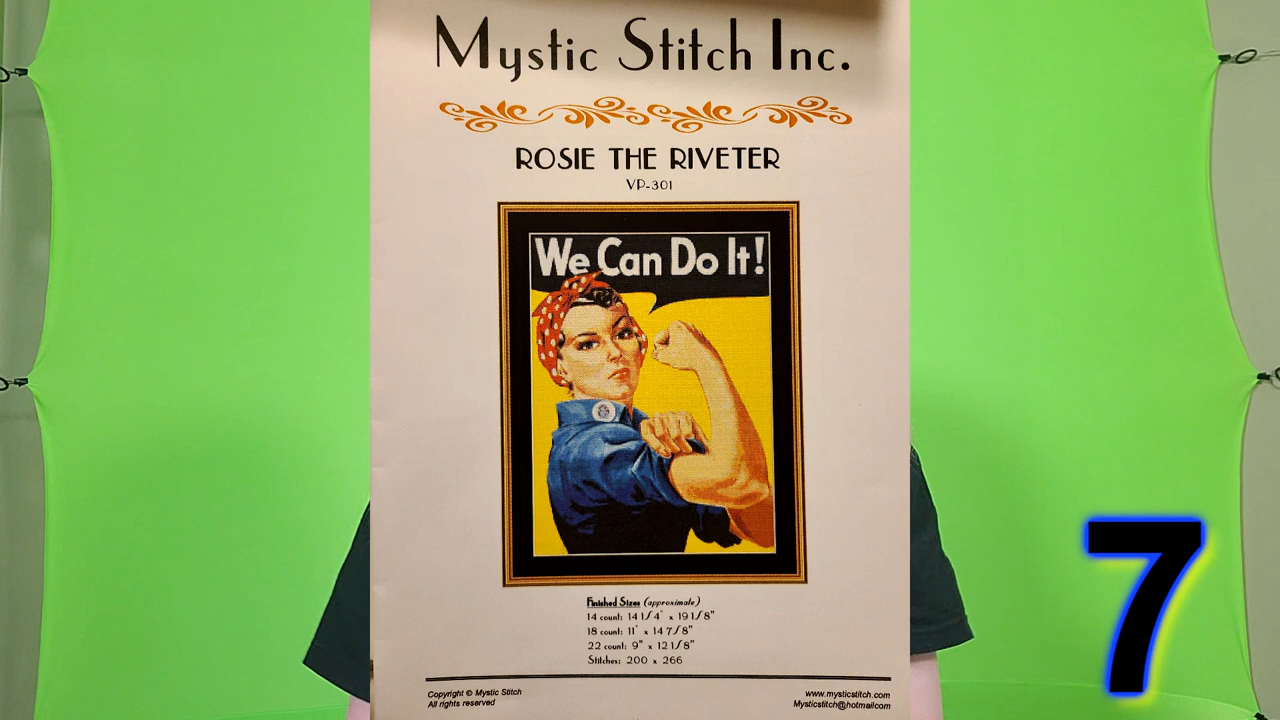 Mystic Stitch Inc.
ROSIE THE RIVETER
VP-301
We Can Do It!
Finished Sizes (approximate)
14 count: 14 1/4" x 19 1/8"
18 count: 11" x 14 7/8"
22 count: 9" x 12 1/8"
Stitches: 200 x 266
Copyright © Mystic Stitch
All rights reserved
www.mysticstitch.com
Mysticstitch@hotmail.com
7